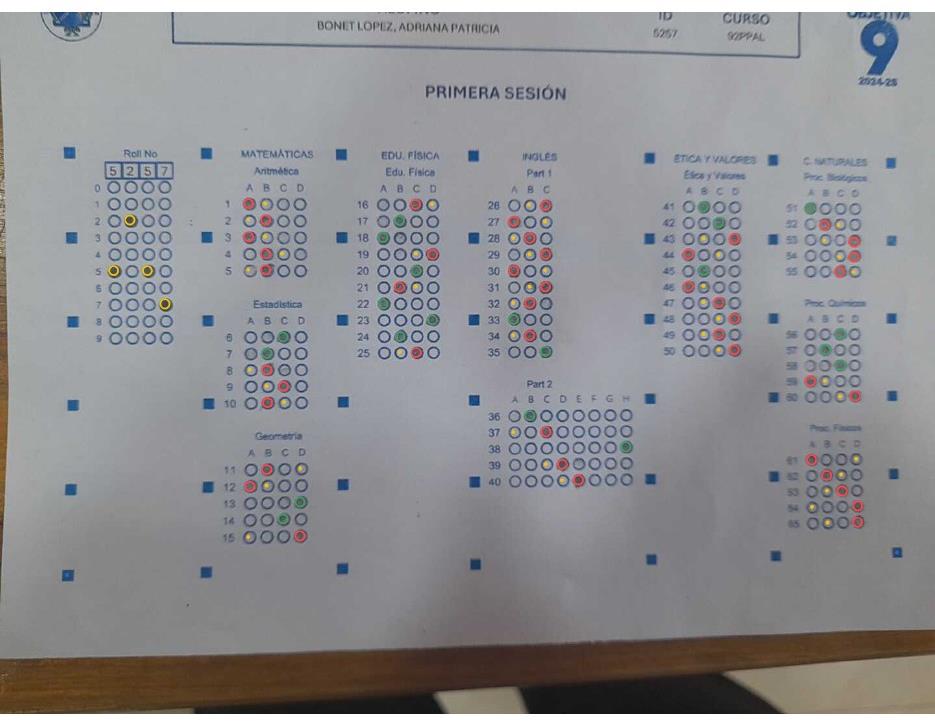 ID CURSO OBJETIVA
BONET LOPEZ, ADRIANA PATRICIA 5257 92PPAL 9
2024-25
PRIMERA SESIÓN
Roll No
5 2 5 7
0
1
2
3
4
5
6
7
8
9
MATEMÁTICAS
Aritmética
A B C D
1
2
3
4
5
Estadística
A B C D
6
7
8
9
10
Geometría
A B C D
11
12
13
14
15
EDU. FÍSICA
Edu. Física
A B C D
16
17
18
19
20
21
22
23
24
25
INGLÉS
Part 1
A B C
26
27
28
29
30
31
32
33
34
35
Part 2
A B C D E F G H
36
37
38
39
40
ÉTICA Y VALORES
Ética y Valores
A B C D
41
42
43
44
45
46
47
48
49
50
C. NATURALES
Proc. Biológicos
A B C D
51
52
53
54
55
Proc. Químicos
A B C D
56
57
58
59
60
Proc. Físicos
A B C D
61
62
63
64
65